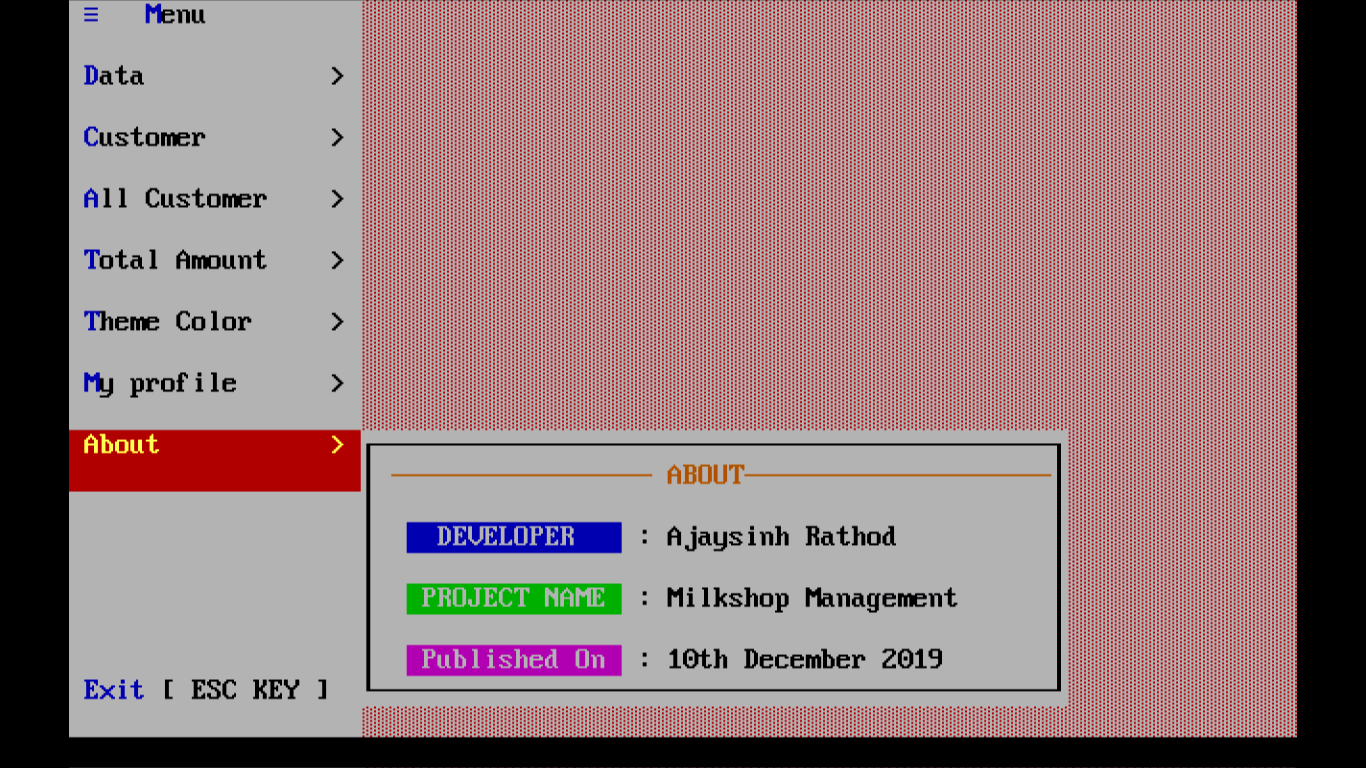 ≡ Menu
Data >
Customer >
All Customer >
Total Amount >
Theme Color >
My profile >
About >
ABOUT
DEVELOPER : Ajaysinh Rathod
PROJECT NAME : Milkshop Management
Published On : 10th December 2019
Exit [ ESC KEY ]